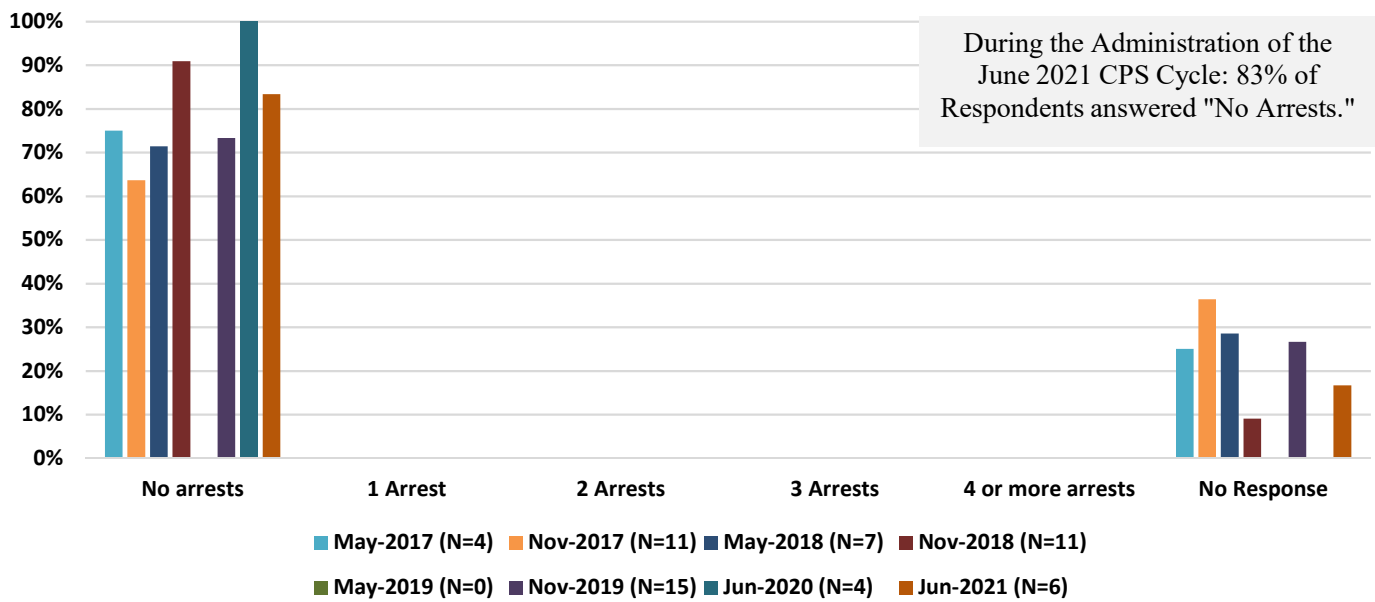 100%
90%
80%
70%
60%
50%
40%
30%
20%
10%
0%
During the Administration of the
June 2021 CPS Cycle: 83% of
Respondents answered "No Arrests."
No arrests
1 Arrest
2 Arrests
3 Arrests
4 or more arrests
No Response
May-2017 (N=4)
Nov-2017 (N=11)
May-2018 (N=7)
Nov-2018 (N=11)
May-2019 (N=0)
Nov-2019 (N=15)
Jun-2020 (N=4)
Jun-2021 (N=6)